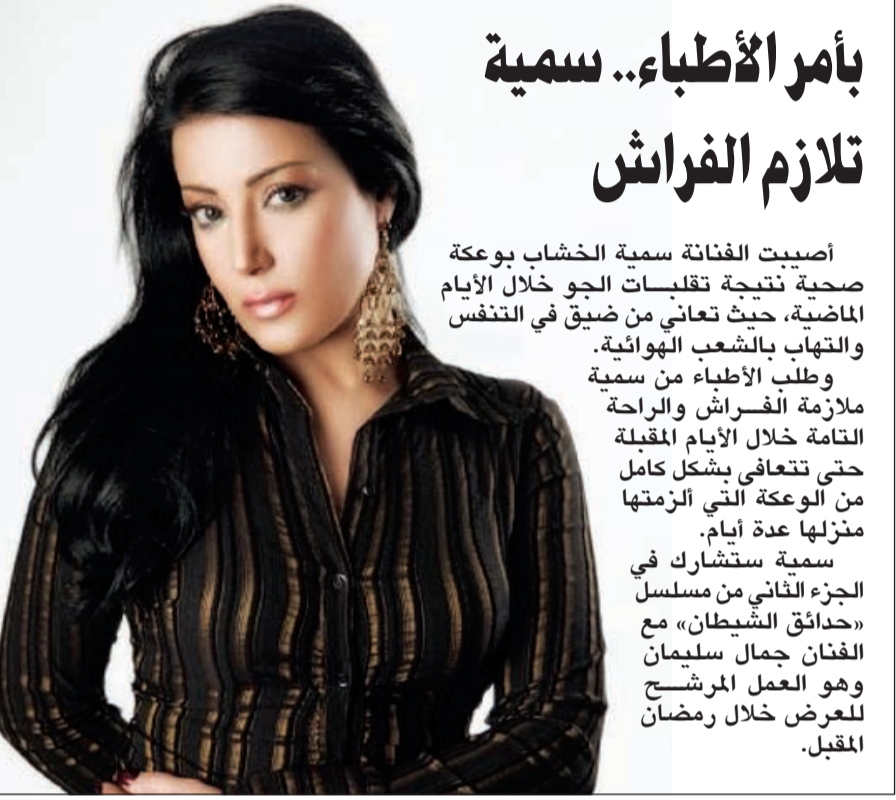 بأمر الأطباء.. سمية
تلازم الفراش
أصيبت الفنانة سمية الخشاب بوعكة
صحية نتيجة تقلبات الجو خلال الأيام
الماضية، حيث تعاني من ضيق في التنفس
والتهاب بالشعب الهوائية.
وطلب الأطباء من سمية
ملازمة الفراش والراحة
التامة خلال الأيام المقبلة
حتى تتعافى بشكل كامل
من الوعكة التي ألزمتها
منزلها عدة أيام.
سمية ستشارك في
الجزء الثاني من مسلسل
«حدائق الشيطان» مع
الفنان جمال سليمان
وهو العمل المرشح
للعرض خلال رمضان
المقبل.